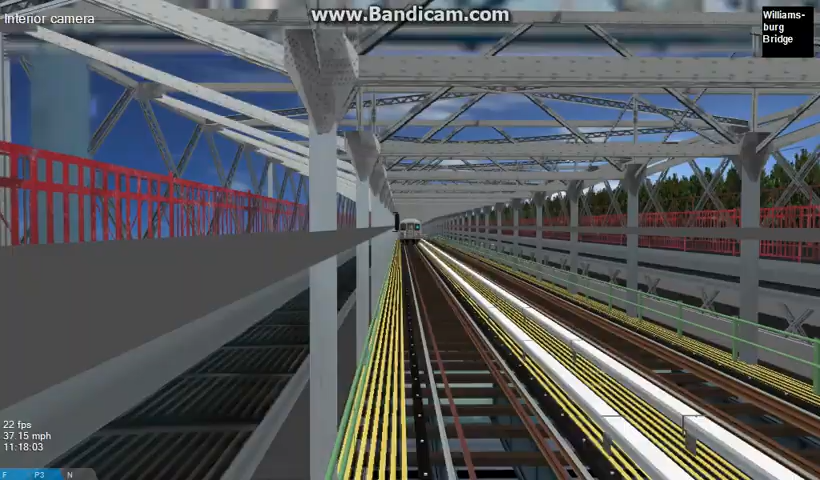 www.Bandicam.com
Interior camera
Williams-
burg
Bridge
22 fps
37.15 mph
11:18:03
F P3 N